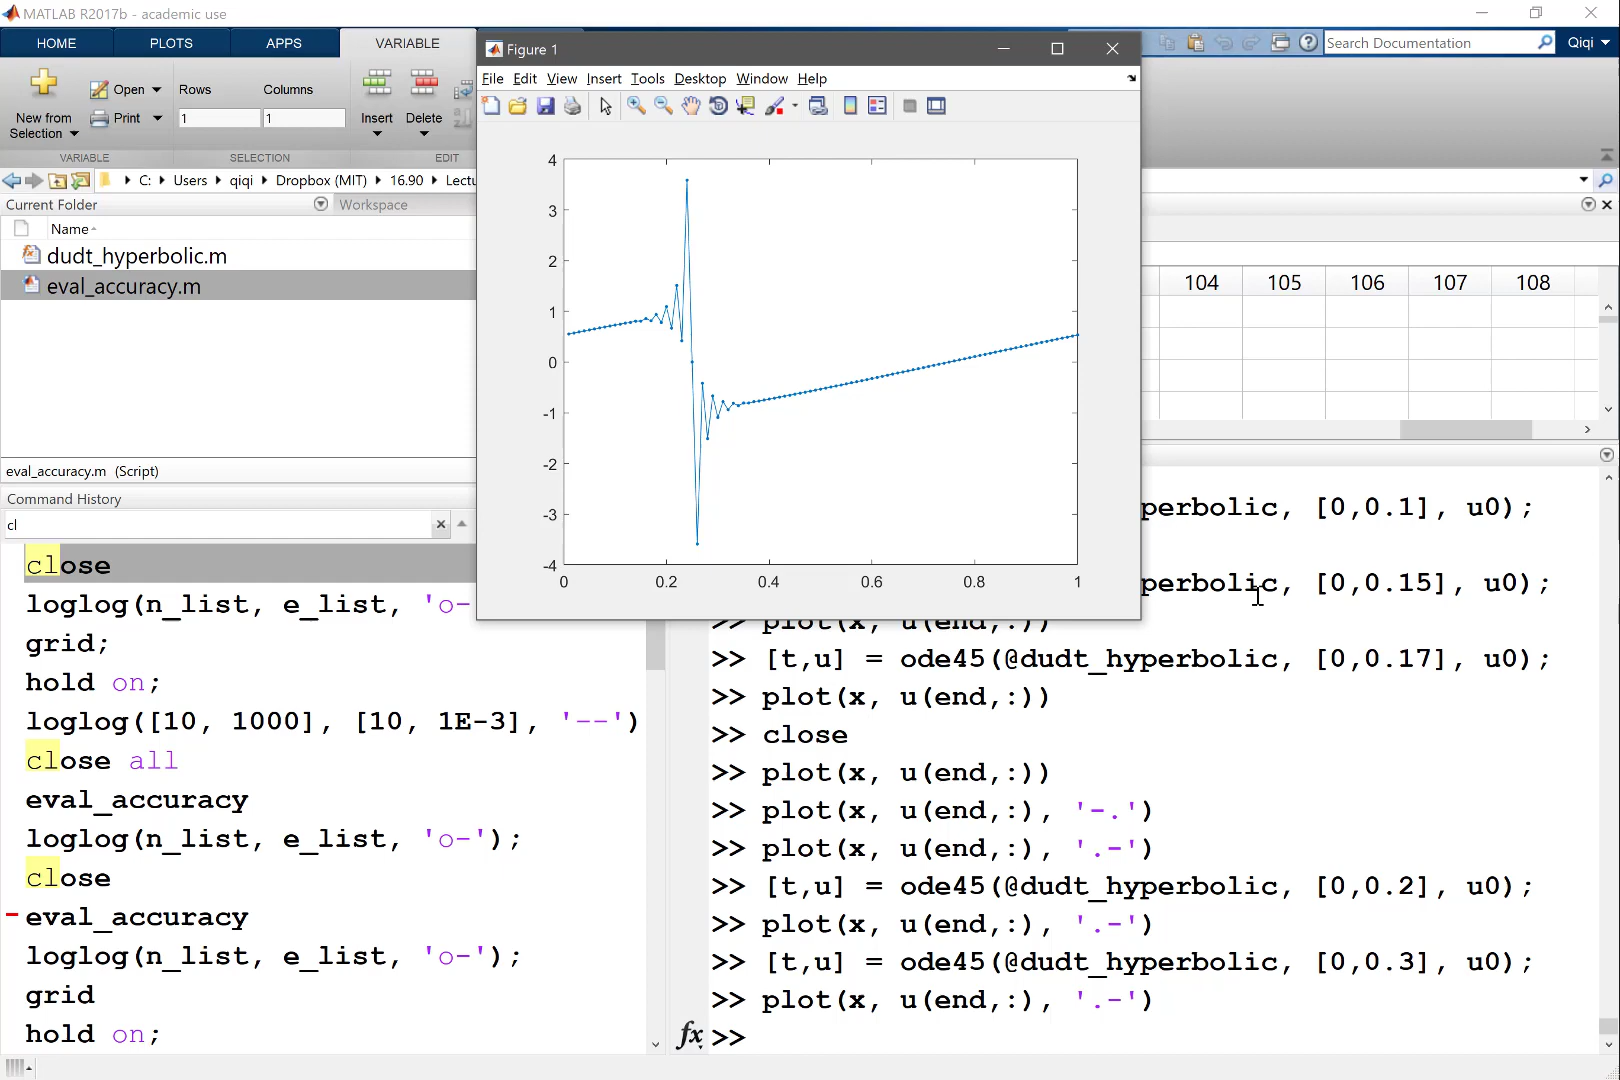 MATLAB R2017b - academic use
HOME PLOTS APPS VARIABLE
Search Documentation Qiqi
New from
Selection
Open
Print
Rows
1
Columns
1
Insert
Delete
VARIABLE SELECTION EDIT
C: Users qiqi Dropbox (MIT) 16.90 Lectu
Current Folder Workspace
Name
dudt_hyperbolic.m
eval_accuracy.m
eval_accuracy.m (Script)
Command History
cl
close
loglog(n_list, e_list, 'o-
grid;
hold on;
loglog([10, 1000], [10, 1E-3], '--')
close all
eval_accuracy
loglog(n_list, e_list, 'o-');
close
eval_accuracy
loglog(n_list, e_list, 'o-');
grid
hold on;
Figure 1
File Edit View Insert Tools Desktop Window Help
4
3
2
1
0
-1
-2
-3
-4
0 0.2 0.4 0.6 0.8 1
104 105 106 107 108
perbolic, [0,0.1], u0);
perbolic, [0,0.15], u0);
>> plot(x, u(end,:))
>> [t,u] = ode45(@dudt_hyperbolic, [0,0.17], u0);
>> plot(x, u(end,:))
>> close
>> plot(x, u(end,:))
>> plot(x, u(end,:), '-.')
>> plot(x, u(end,:), '.-')
>> [t,u] = ode45(@dudt_hyperbolic, [0,0.2], u0);
>> plot(x, u(end,:), '.-')
>> [t,u] = ode45(@dudt_hyperbolic, [0,0.3], u0);
>> plot(x, u(end,:), '.-')
fx >>